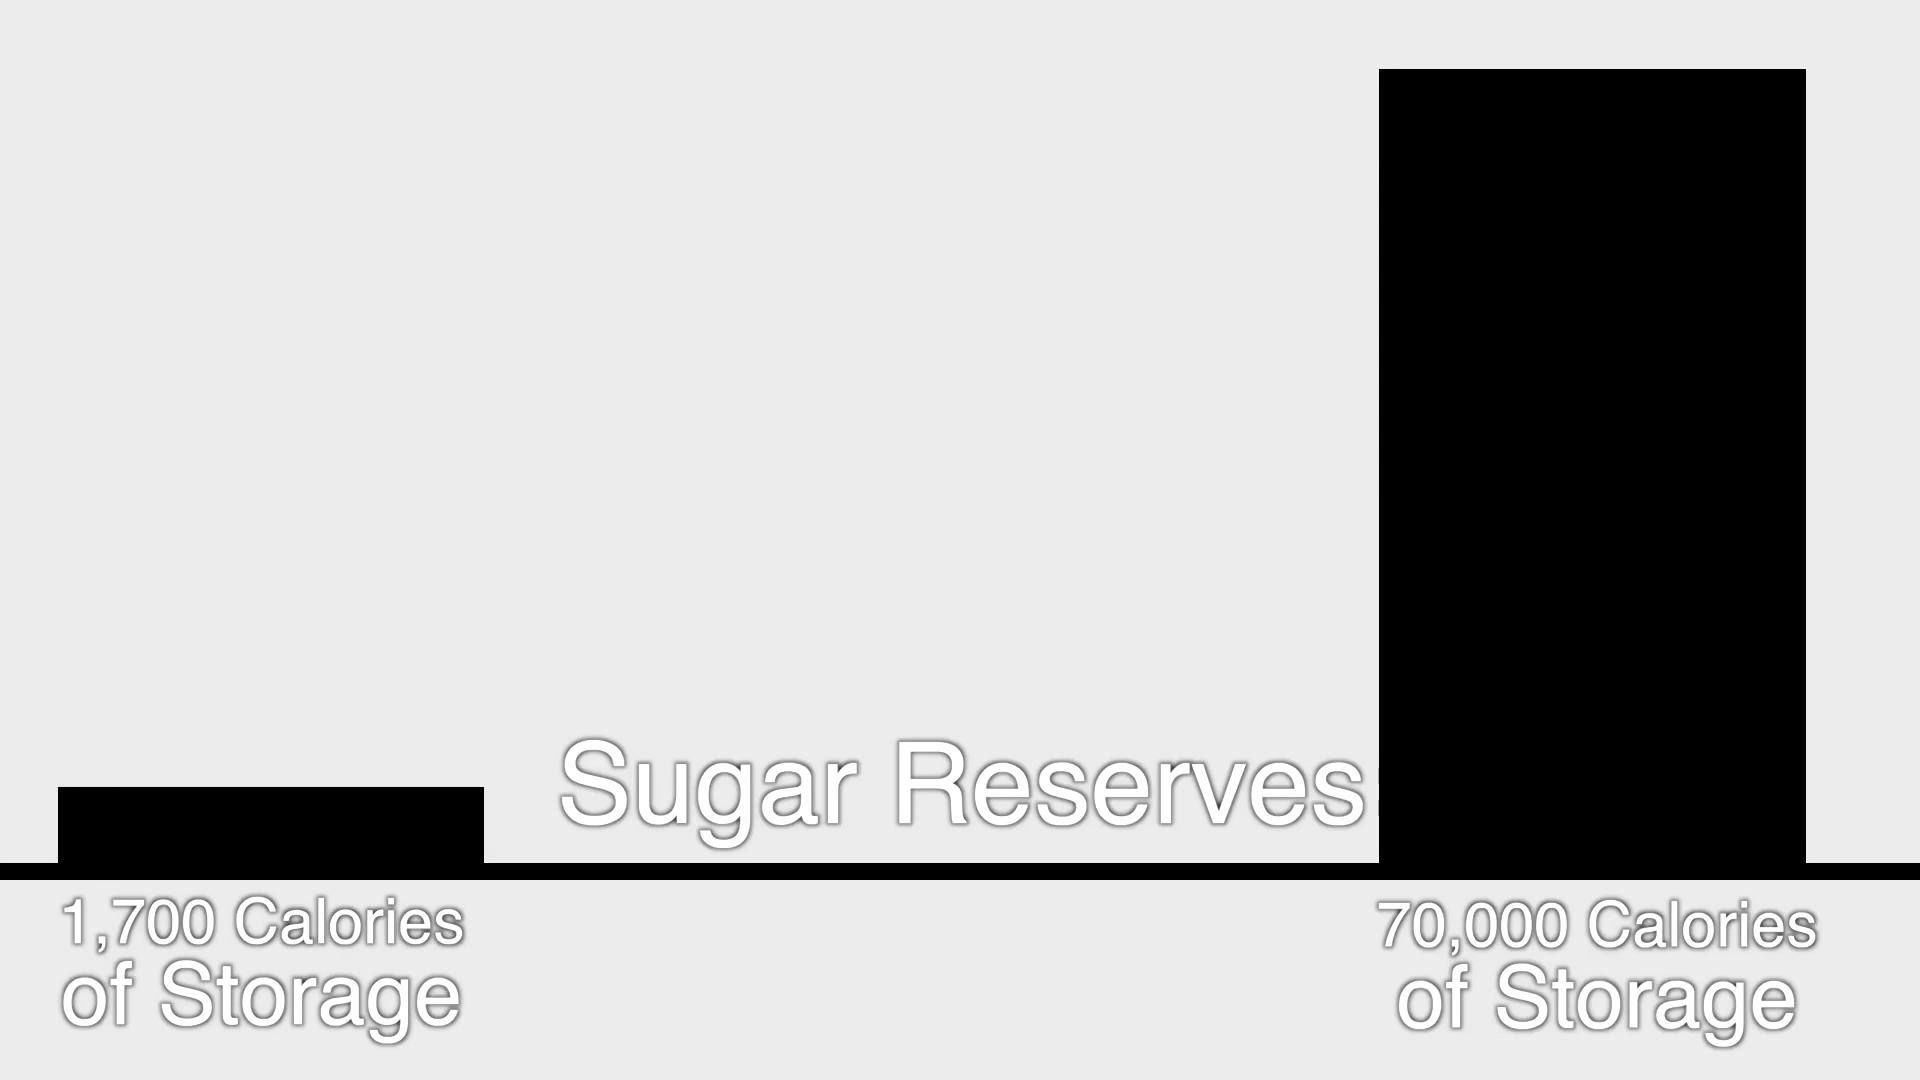 Sugar Reserves
1,700 Calories
of Storage
70,000 Calories
of Storage